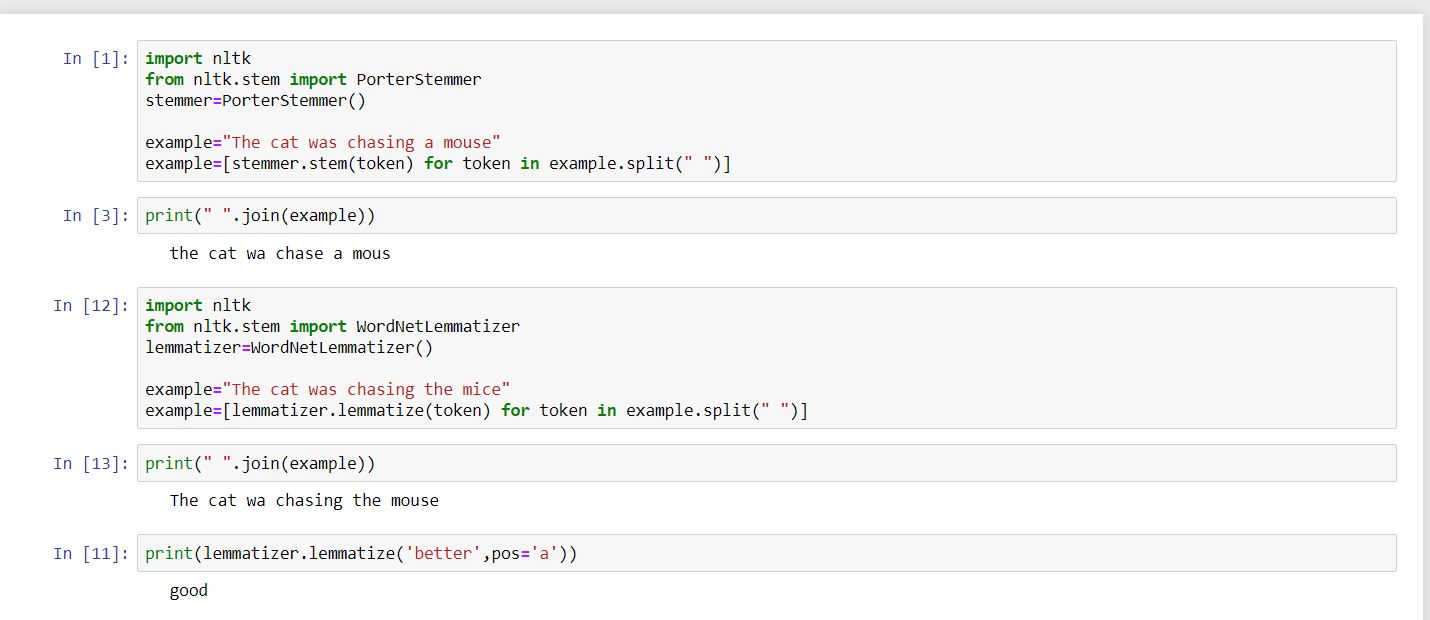 In [1]: import nltk
from nltk.stem import PorterStemmer
stemmer=PorterStemmer()
example="The cat was chasing a mouse"
example=[stemmer.stem(token) for token in example.split(" ")]
In [3]: print(" ".join(example))
the cat wa chase a mous
In [12]: import nltk
from nltk.stem import WordNetLemmatizer
lemmatizer=WordNetLemmatizer()
example="The cat was chasing the mice"
example=[lemmatizer.lemmatize(token) for token in example.split(" ")]
In [13]: print(" ".join(example))
The cat wa chasing the mouse
In [11]: print(lemmatizer.lemmatize('better',pos='a'))
good